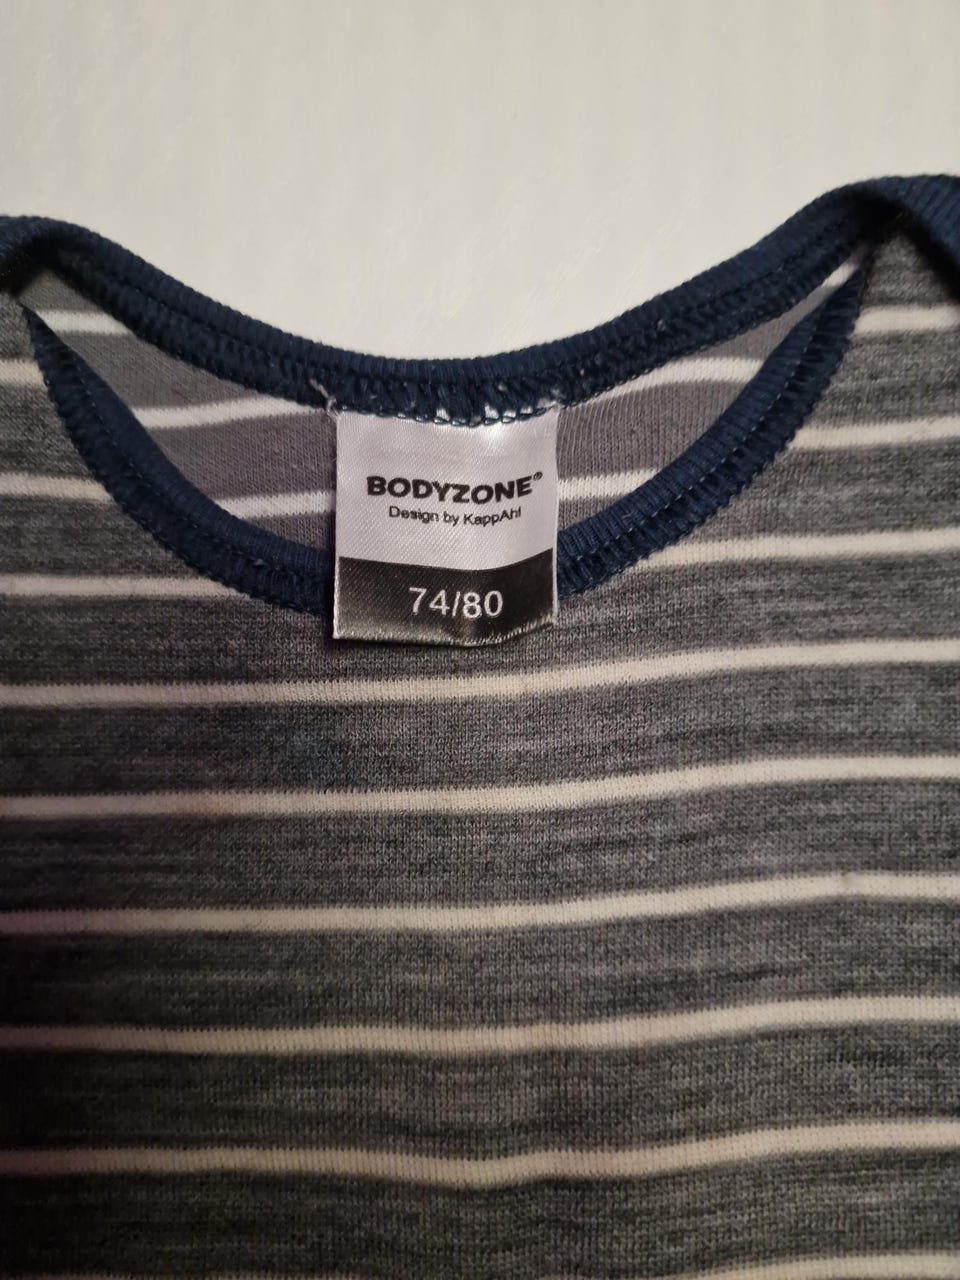 BODYZONE®
Design by KappAhl
74/80